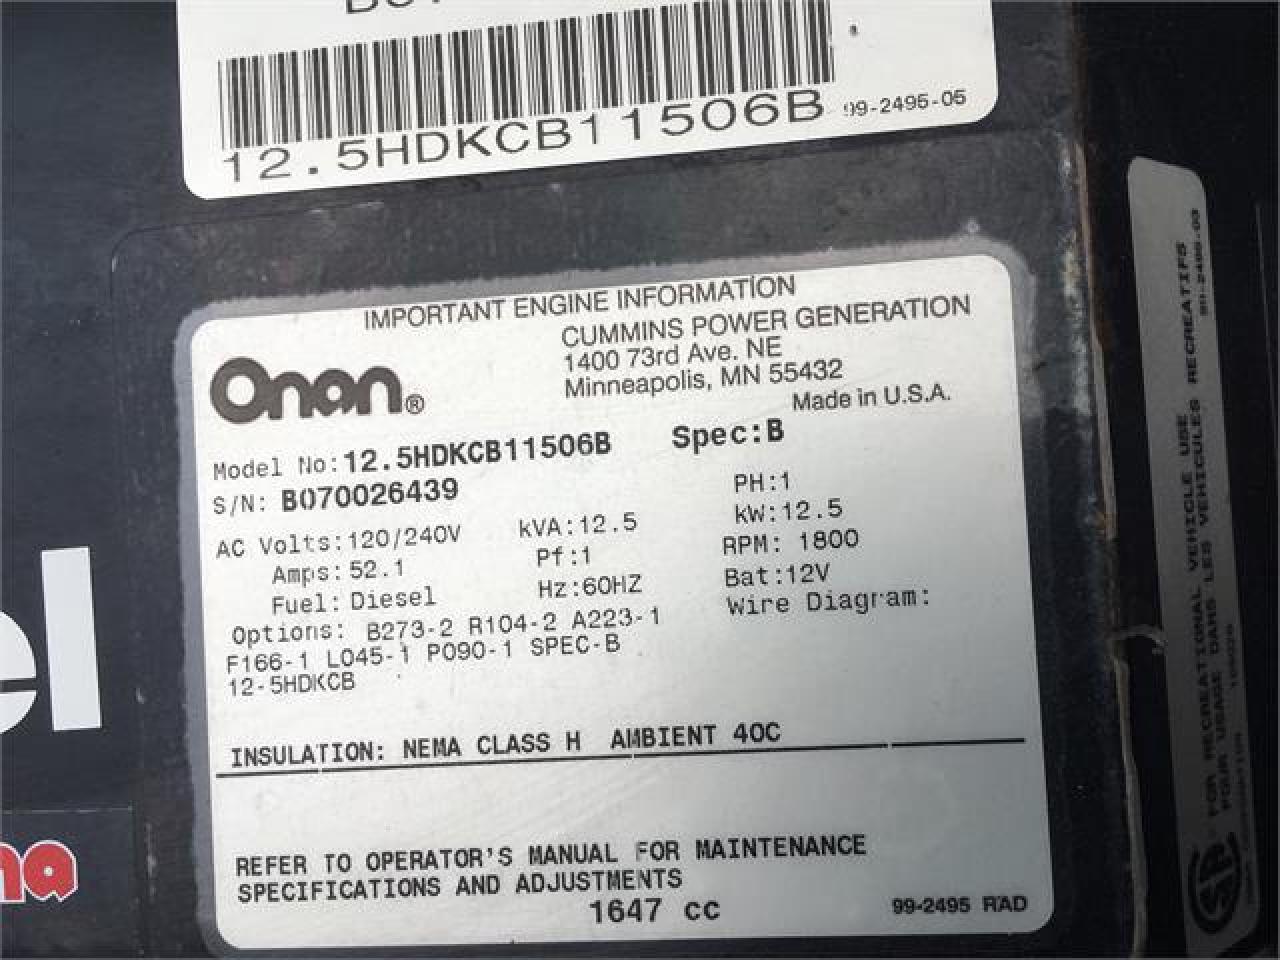 12.5HDKCB11506B 99-2495-05
IMPORTANT ENGINE INFORMATION
Onan®
CUMMINS POWER GENERATION
1400 73rd Ave. NE
Minneapolis, MN 55432
Made in U.S.A.
Model No:12.5HDKCB11506B Spec:B
S/N: B070026439 PH:1
AC Volts:120/240V kVA:12.5 kW:12.5
Amps:52.1 Pf:1 RPM: 1800
Fuel:Diesel Hz:60HZ Bat:12V
Wire Diagram:
Options: B273-2 R104-2 A223-1
F166-1 L045-1 P090-1 SPEC-B
12-5HDKCB
INSULATION: NEMA CLASS H AMBIENT 40C
REFER TO OPERATOR'S MANUAL FOR MAINTENANCE
SPECIFICATIONS AND ADJUSTMENTS
1647 cc
99-2495 RAD
el
na
FOR RECREATIONAL VEHICLE USE
POUR USAGE DANS LES VEHICULES RECREATIFS